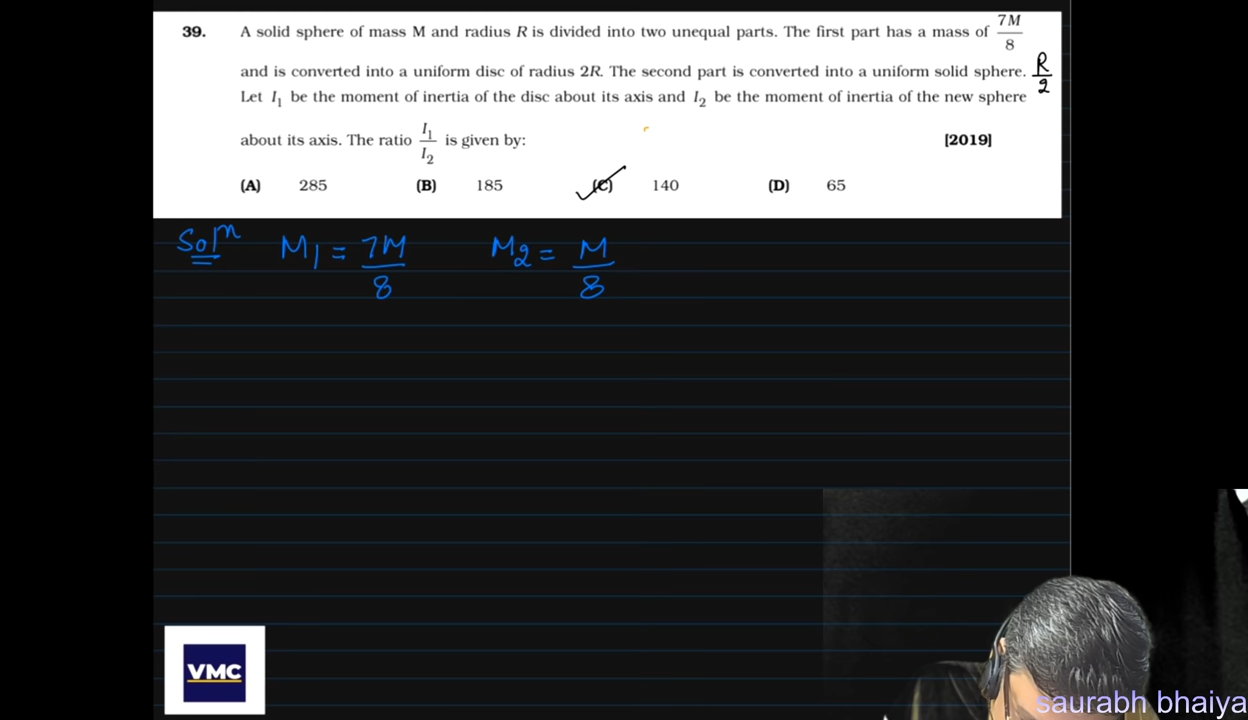 39. A solid sphere of mass M and radius R is divided into two unequal parts. The first part has a mass of 7M/8
and is converted into a uniform disc of radius 2R. The second part is converted into a uniform solid sphere. R/2
Let I₁ be the moment of inertia of the disc about its axis and I₂ be the moment of inertia of the new sphere
about its axis. The ratio I₁/I₂ is given by: [2019]
(A) 285 (B) 185 (C) 140 (D) 65
Solⁿ M₁ = 7M/8 M₂ = M/8
VMC
saurabh bhaiya